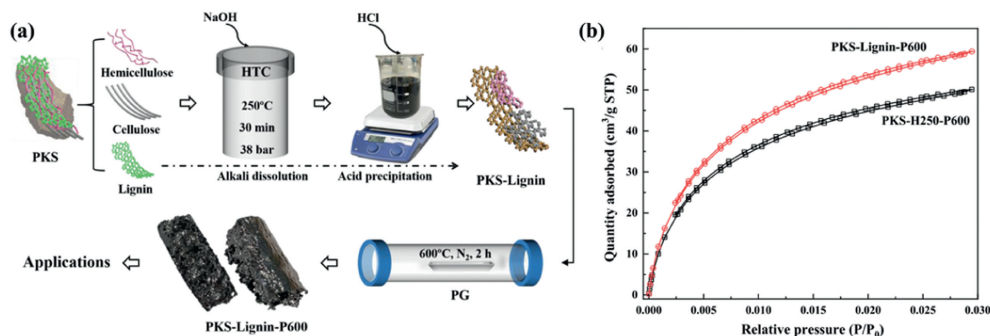 (a)
NaOH
HCl
Hemicellulose
Cellulose
Lignin
PKS
HTC
250°C
30 min
38 bar
Alkali dissolution
Acid precipitation
PKS-Lignin
Applications
PKS-Lignin-P600
600°C, N₂, 2 h
PG
(b)
Quantity adsorbed (cm³/g STP)
60
50
40
30
20
10
0
PKS-Lignin-P600
PKS-H250-P600
0.000
0.005
0.010
0.015
0.020
0.025
0.030
Relative pressure (P/P₀)